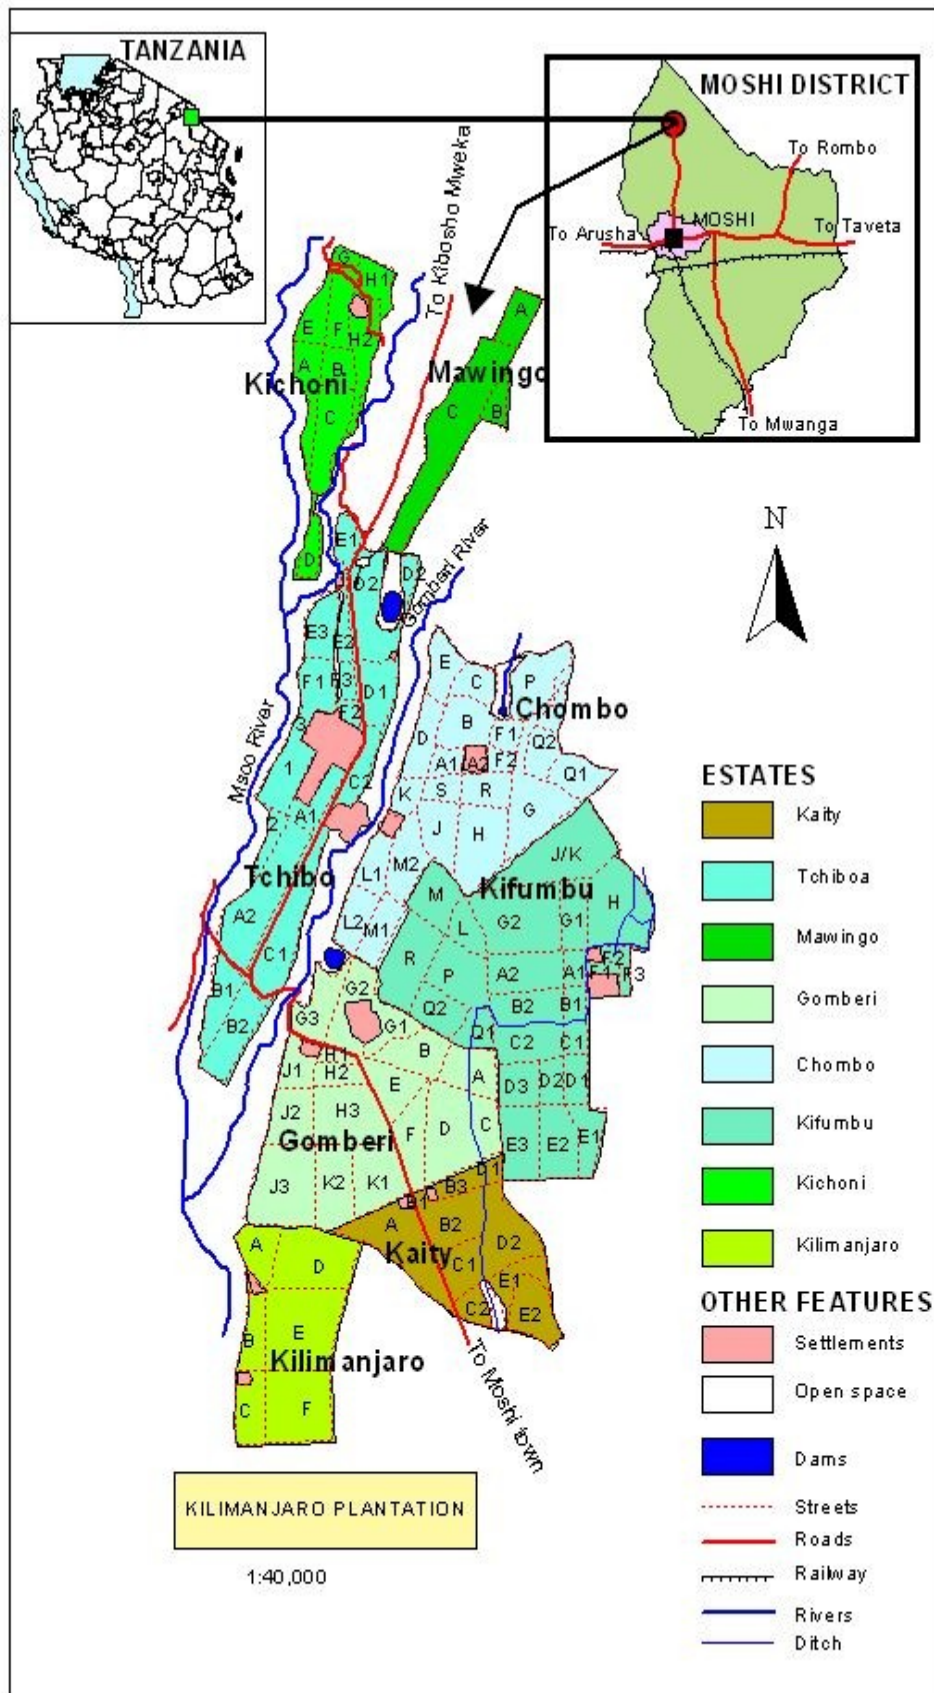 TANZANIA
MOSHI DISTRICT
To Rombo
MOSHI
To Arusha
To Taveta
To Mwanga
To Kibosho Mweka
G
H1
E
F
H2
A
B
Kichoni
C
D
A
Mawingo
C
B
N
E1
D2
D2
Gomberi River
E3
E2
F1
F3
D1
F2
3
1
C2
2
A1
Msoo River
Tchibo
A2
C1
B1
B2
E
C
P
Chombo
B
D
F1
Q2
A1
A2
F2
Q1
K
S
R
G
J
H
L1
M2
L2
M1
J/K
M
Kifumbu
H
L
G2
G1
R
P
A2
A1
F1
F2
F3
Q2
B2
B1
Q1
C2
C1
D3
D2
D1
E3
E2
E1
G2
G3
G1
H1
B
J1
H2
E
A
J2
H3
F
D
C
Gomberi
J3
K2
K1
D1
B3
B1
A
B2
Kaity
D2
C1
E1
C2
E2
A
D
B
E
Kilimanjaro
C
F
To Moshi town
KILIMANJARO PLANTATION
1:40,000
ESTATES
Kaity
Tchiboa
Mawingo
Gomberi
Chombo
Kifumbu
Kichoni
Kilimanjaro
OTHER FEATURES
Settlements
Open space
Dams
Streets
Roads
Railway
Rivers
Ditch